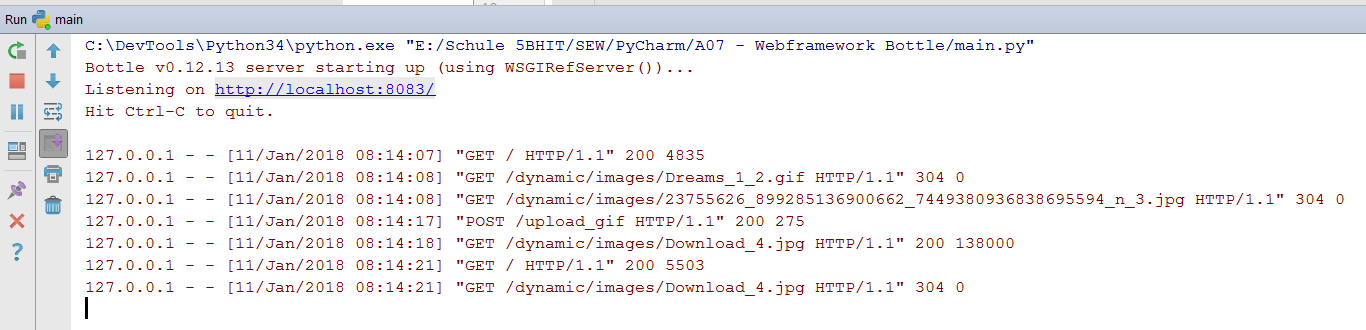 Run main
C:\DevTools\Python34\python.exe "E:/Schule 5BHIT/SEW/PyCharm/A07 - Webframework Bottle/main.py"
Bottle v0.12.13 server starting up (using WSGIRefServer())...
Listening on http://localhost:8083/
Hit Ctrl-C to quit.
127.0.0.1 - - [11/Jan/2018 08:14:07] "GET / HTTP/1.1" 200 4835
127.0.0.1 - - [11/Jan/2018 08:14:08] "GET /dynamic/images/Dreams_1_2.gif HTTP/1.1" 304 0
127.0.0.1 - - [11/Jan/2018 08:14:08] "GET /dynamic/images/23755626_899285136900662_7449380936838695594_n_3.jpg HTTP/1.1" 304 0
127.0.0.1 - - [11/Jan/2018 08:14:17] "POST /upload_gif HTTP/1.1" 200 275
127.0.0.1 - - [11/Jan/2018 08:14:18] "GET /dynamic/images/Download_4.jpg HTTP/1.1" 200 138000
127.0.0.1 - - [11/Jan/2018 08:14:21] "GET / HTTP/1.1" 200 5503
127.0.0.1 - - [11/Jan/2018 08:14:21] "GET /dynamic/images/Download_4.jpg HTTP/1.1" 304 0